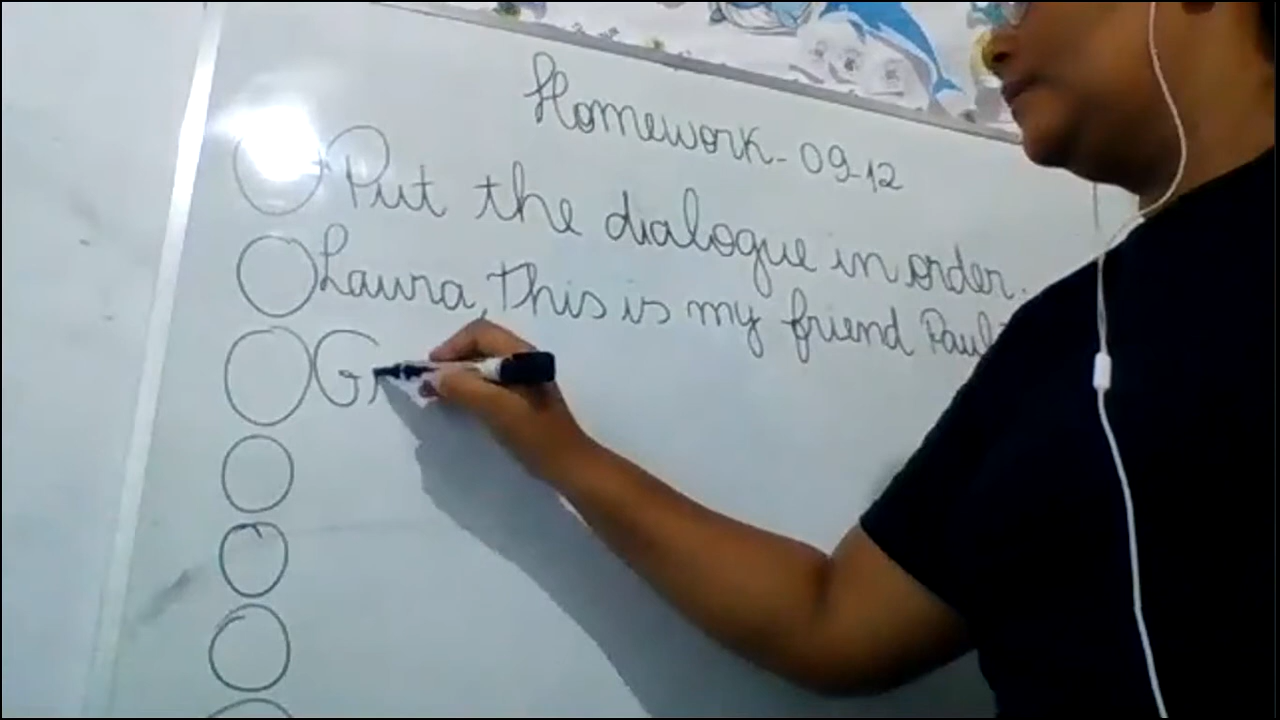 Homework - 09-12
Put the dialogue in order.
Laura, this is my friend
G